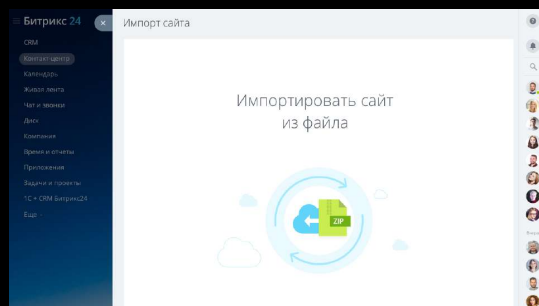 Битрикс 24
CRM
Контакт-центр
Календарь
Живая лента
Чат и звонки
Диск
Компания
Время и отчеты
Приложения
Задачи и проекты
1С + CRM Битрикс24
Еще
Импорт сайта
Импортировать сайт
из файла
ZIP